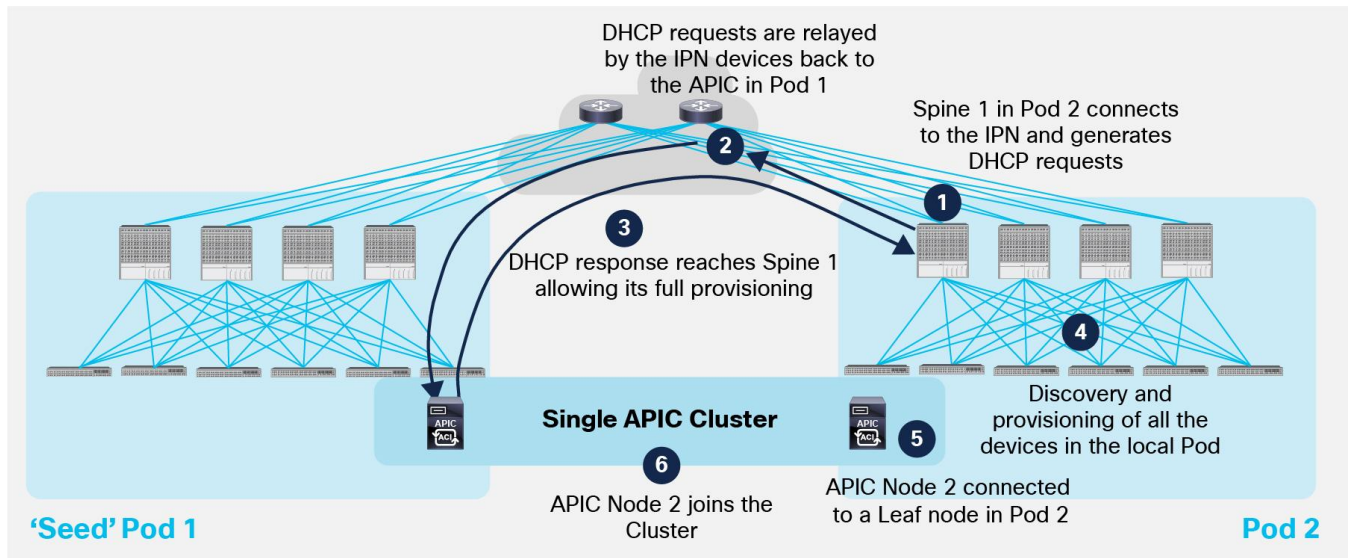 DHCP requests are relayed
by the IPN devices back to
the APIC in Pod 1
Spine 1 in Pod 2 connects
to the IPN and generates
DHCP requests
2
1
3
DHCP response reaches Spine 1
allowing its full provisioning
4
Discovery and
provisioning of all the
devices in the local Pod
APIC
ACI
Single APIC Cluster
APIC
ACI
5
6
APIC Node 2 joins the
Cluster
APIC Node 2 connected
to a Leaf node in Pod 2
'Seed' Pod 1
Pod 2